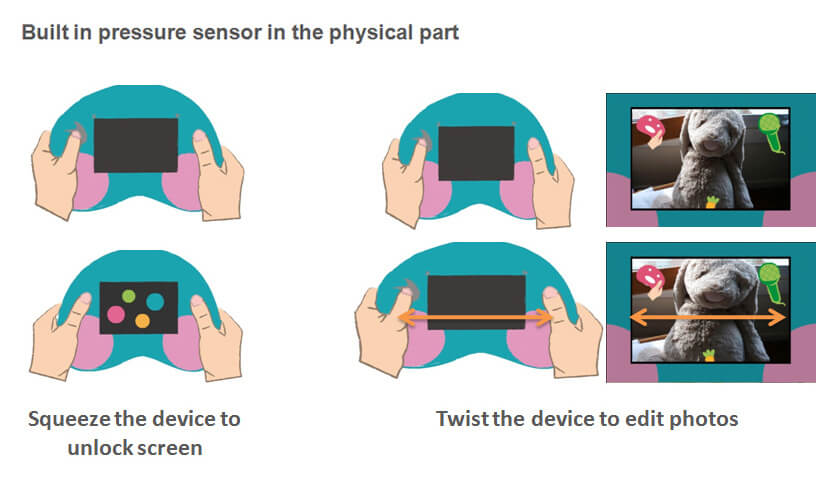 Built in pressure sensor in the physical part
Squeeze the device to
unlock screen
Twist the device to edit photos